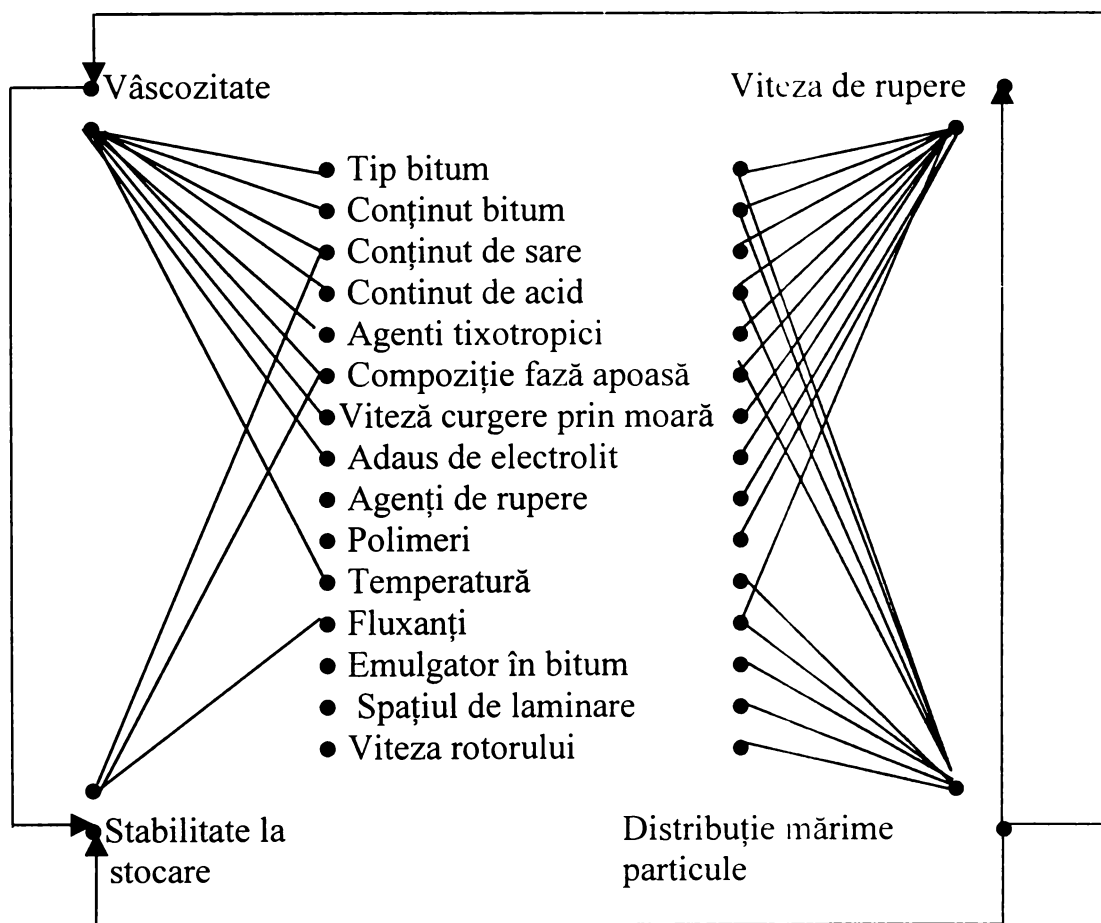 Vâscozitate
Viteza de rupere
Tip bitum
Conținut bitum
Conținut de sare
Continut de acid
Agenti tixotropici
Compoziție fază apoasă
Viteză curgere prin moară
Adaus de electrolit
Agenți de rupere
Polimeri
Temperatură
Fluxanți
Emulgator în bitum
Spațiul de laminare
Viteza rotorului
Stabilitate la
stocare
Distribuție mărime
particule